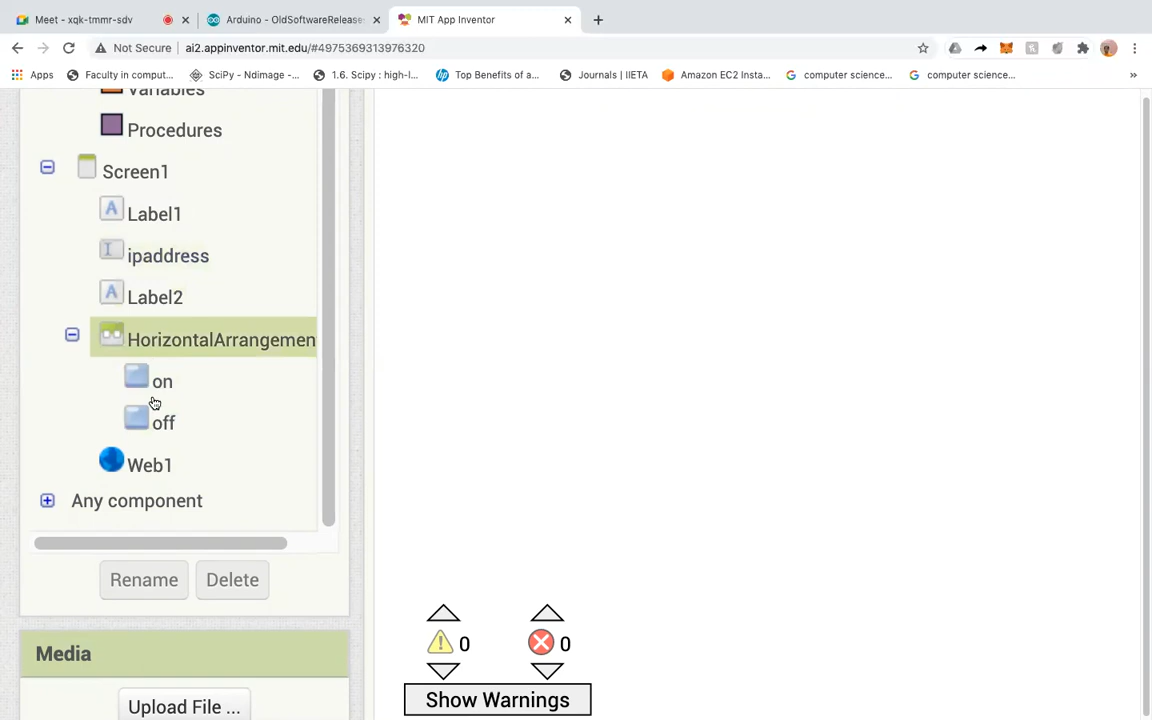 Meet - xqk-tmmr-sdv
Arduino - OldSoftwareRelease
MIT App Inventor
Not Secure
ai2.appinventor.mit.edu/#4975369313976320
Apps
Faculty in comput...
SciPy - Ndimage -...
1.6. Scipy : high-l...
Top Benefits of a...
Journals | IIETA
Amazon EC2 Insta...
computer science...
computer science...
»
Variables
Procedures
Screen1
A Label1
ipaddress
A Label2
HorizontalArrangemen
on
off
Web1
Any component
Rename
Delete
Media
Upload File ...
0
0
Show Warnings